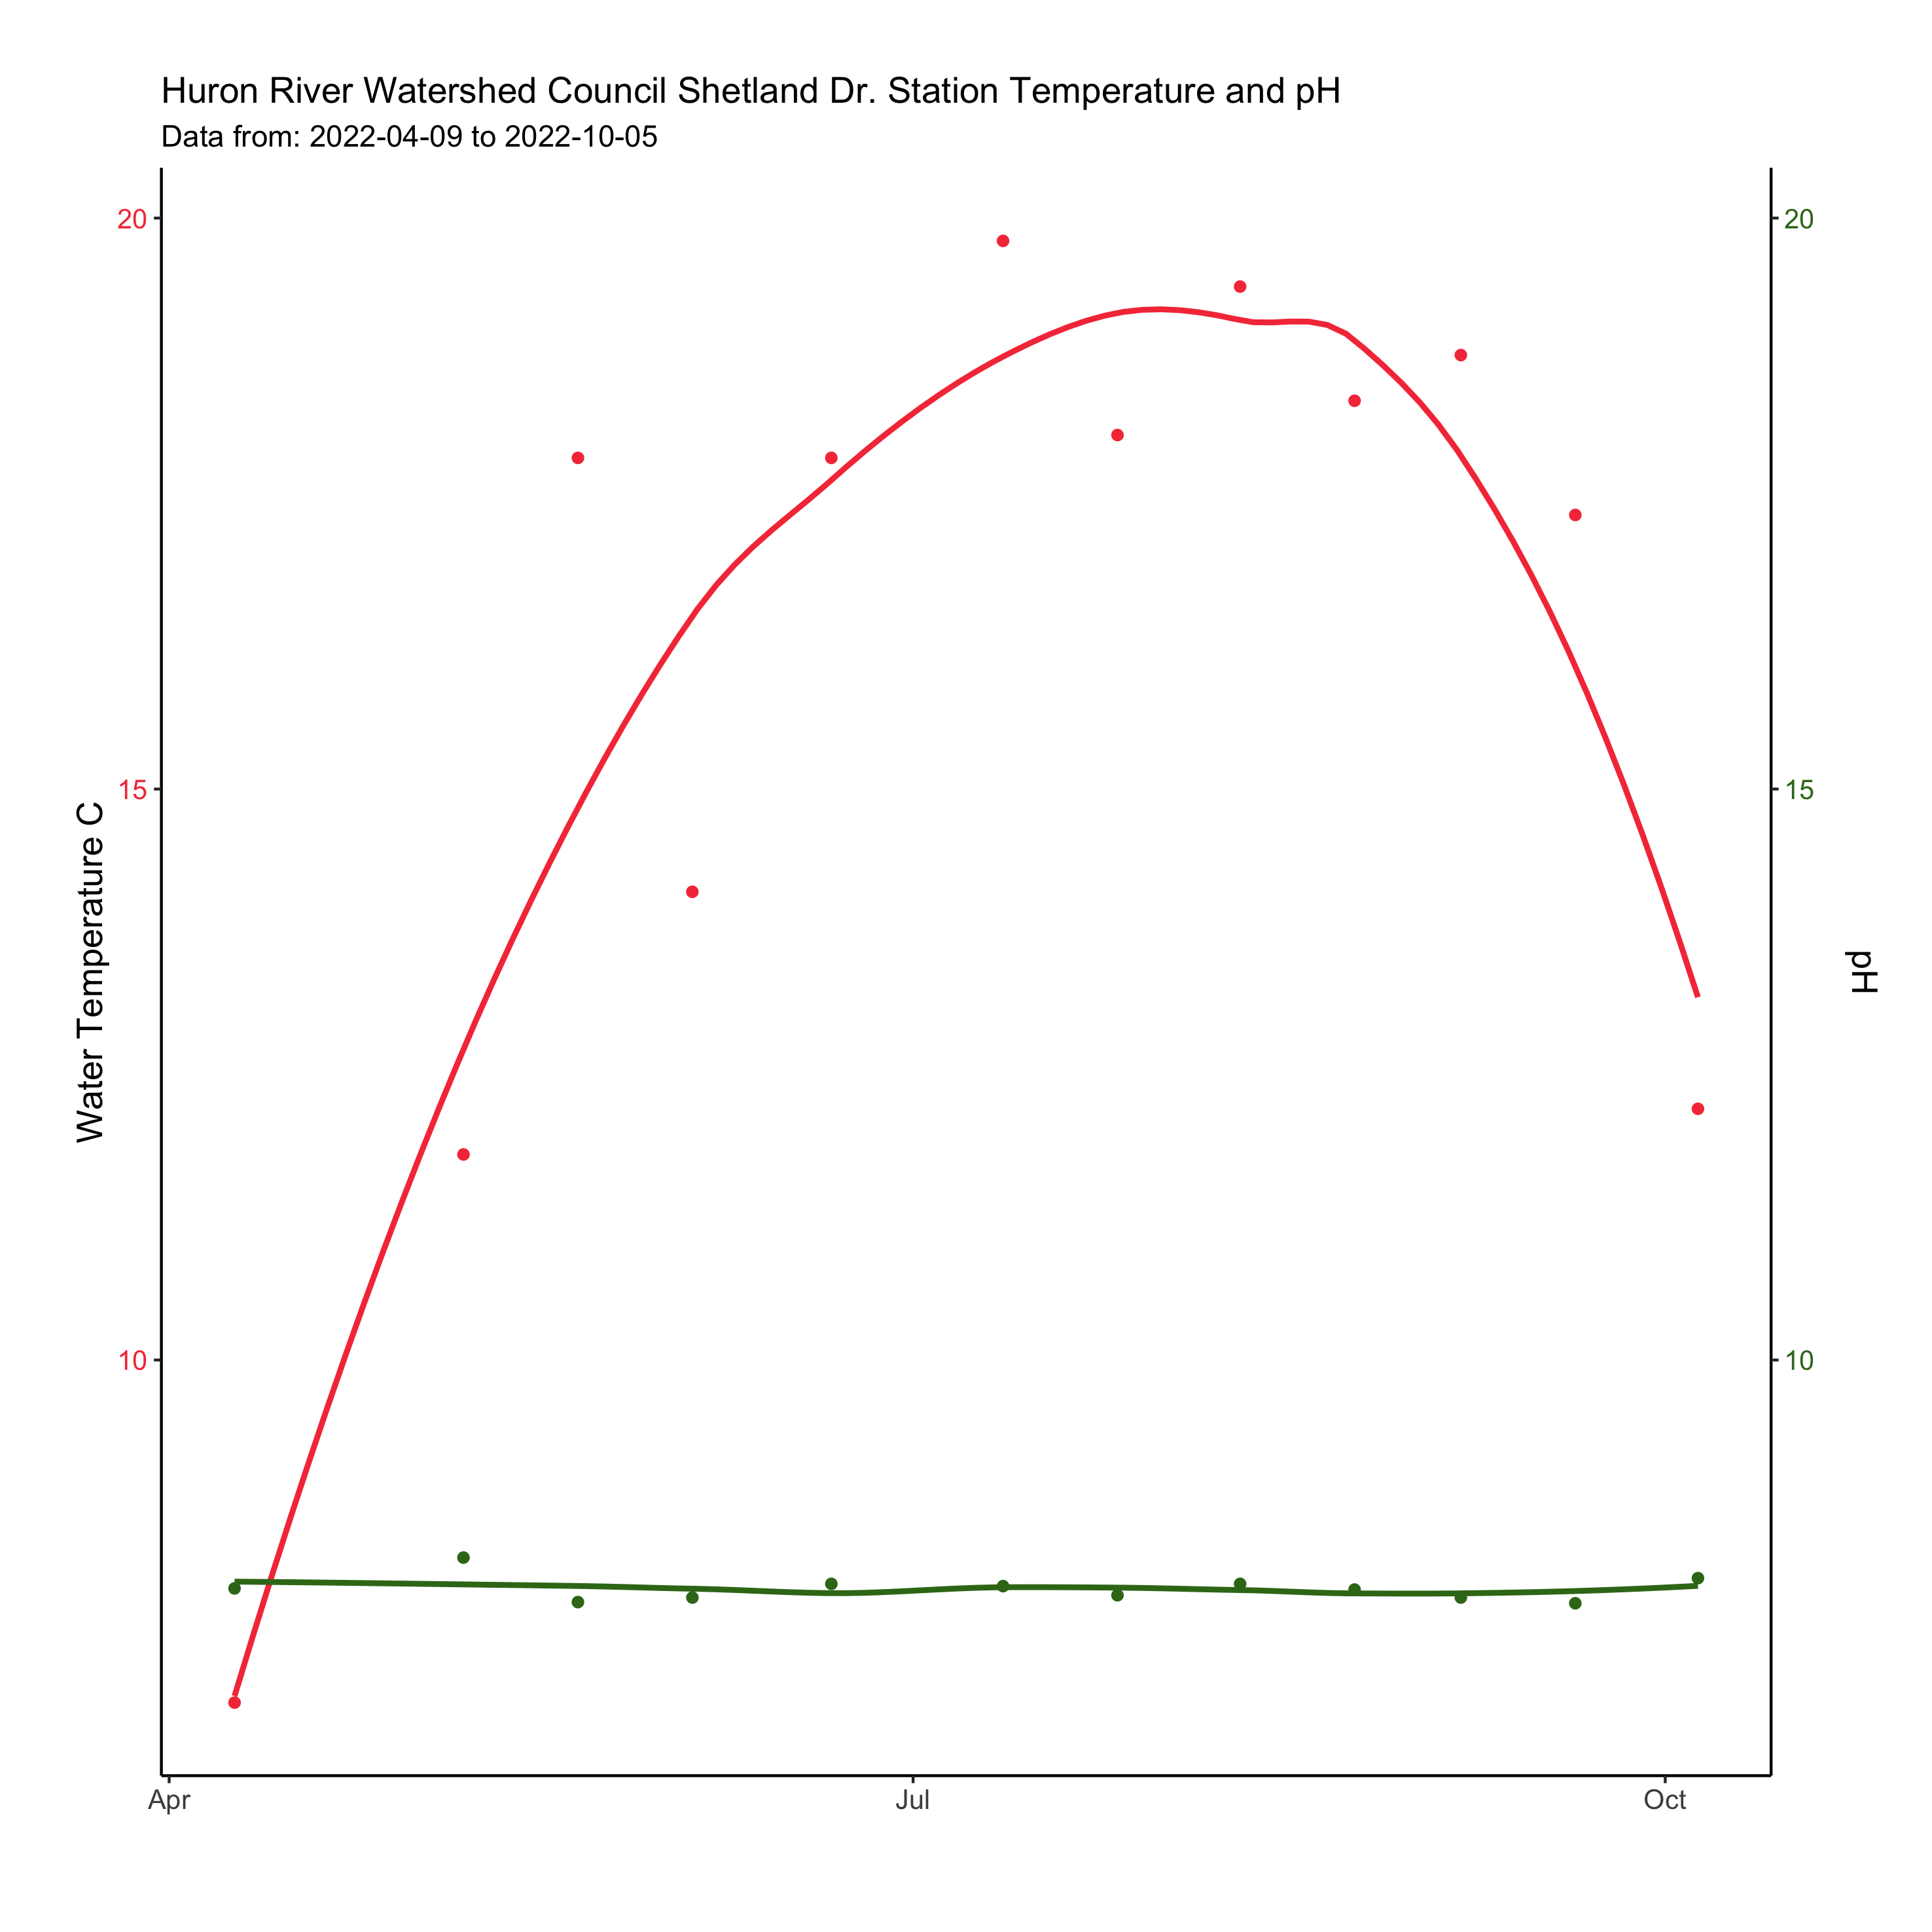 Huron River Watershed Council Shetland Dr. Station Temperature and pH
Data from: 2022-04-09 to 2022-10-05
20
15
10
Water Temperature C
20
15
10
pH
Apr
Jul
Oct